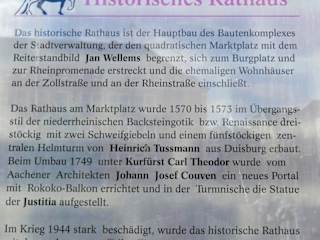 Historisches Rathaus
Das historische Rathaus ist der Hauptbau des Bautenkomplexes
der Stadtverwaltung, der den quadratischen Marktplatz mit dem
Reiterstandbild Jan Wellems begrenzt, sich zum Burgplatz und
zur Rheinpromenade erstreckt und die ehemaligen Wohnhäuser
an der Zollstraße und an der Rheinstraße einschließt.
Das Rathaus am Marktplatz wurde 1570 bis 1573 im Übergangs-
stil der niederrheinischen Backsteingotik bzw. Renaissance drei-
stöckig mit zwei Schweifgiebeln und einem fünfstöckigen zen-
tralen Helmturm von Heinrich Tussmann aus Duisburg erbaut.
Beim Umbau 1749 unter Kurfürst Carl Theodor wurde vom
Aachener Architekten Johann Josef Couven ein neues Portal
mit Rokoko-Balkon errichtet und in der Turmnische die Statue
der Justitia aufgestellt.
Im Krieg 1944 stark beschädigt, wurde das historische Rathaus